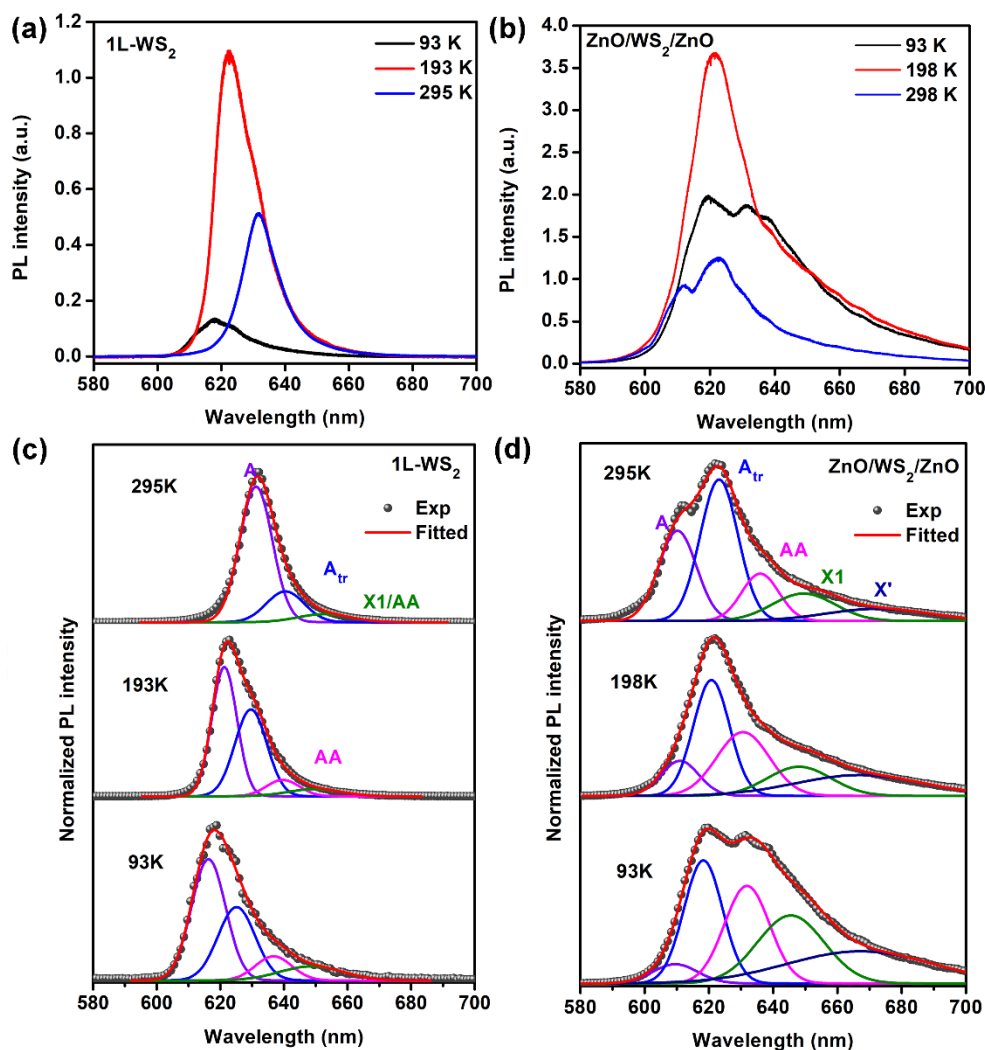 (a)
1L-WS2
93 K
193 K
295 K
PL intensity (a.u.)
1.2
1.0
0.8
0.6
0.4
0.2
0.0
580 600 620 640 660 680 700
Wavelength (nm)
(b)
ZnO/WS2/ZnO
93 K
198 K
298 K
PL intensity (a.u.)
4.0
3.5
3.0
2.5
2.0
1.5
1.0
0.5
0.0
580 600 620 640 660 680 700
Wavelength (nm)
(c)
1L-WS2
295K
A
Exp
Fitted
Atr
X1/AA
193K
AA
93K
Normalized PL intensity
580 600 620 640 660 680 700
Wavelength (nm)
(d)
ZnO/WS2/ZnO
295K
Atr
Exp
Fitted
A
AA
X1
X'
198K
93K
Normalized PL intensity
580 600 620 640 660 680 700
Wavelength (nm)